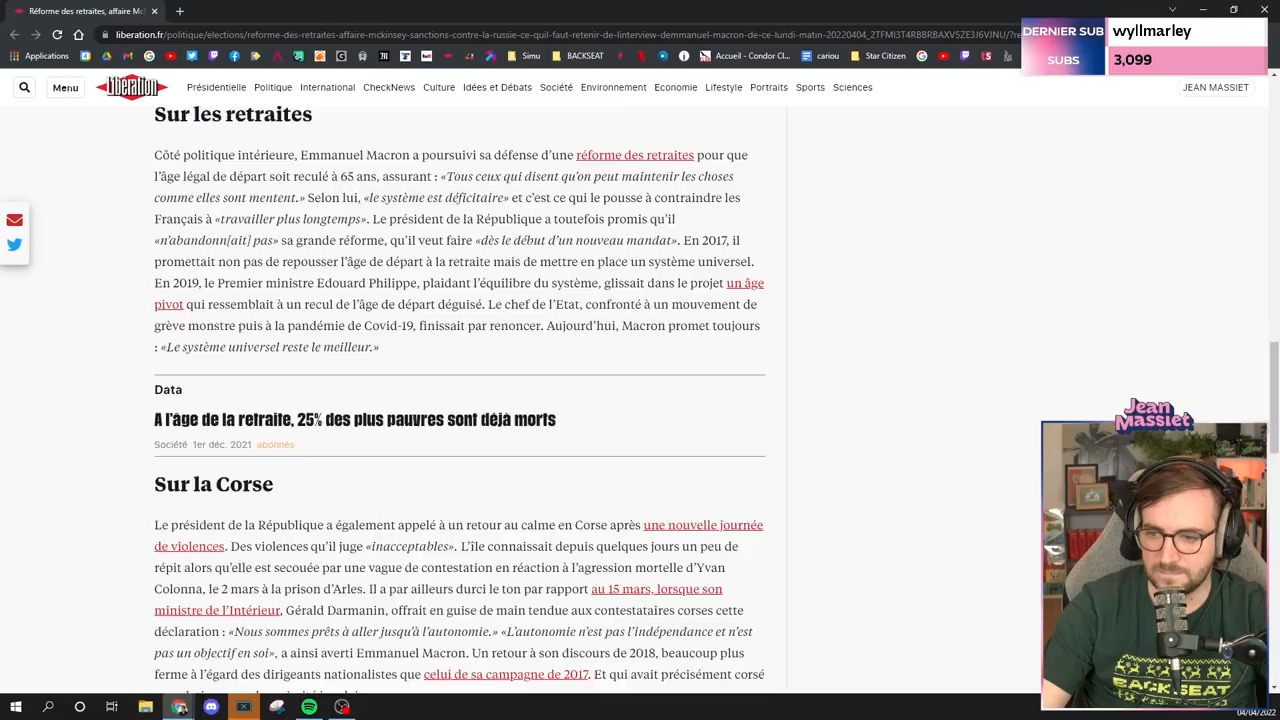 Réforme des retraites, affaire McK
liberation.fr/politique/elections/reforme-des-retraites-affaire-mckinsey-sanctions-contre-la-russie-ce-quil-faut-retenir-de-linterview-demmanuel-macron-de-ce-lundi-matin-20220404_
DERNIER SUB
wyllmarley
SUBS
3,099
Applications
Simu
BACKSEAT
Accueil - Condor Cl...
cariou
Star Citizen
Menu
Libération
Présidentielle
Politique
International
CheckNews
Culture
Idées et Débats
Société
Environnement
Economie
Lifestyle
Portraits
Sports
Sciences
JEAN MASSIET
Sur les retraites
Côté politique intérieure, Emmanuel Macron a poursuivi sa défense d’une réforme des retraites pour que
l’âge légal de départ soit reculé à 65 ans, assurant : «Tous ceux qui disent qu’on peut maintenir les choses
comme elles sont mentent.» Selon lui, «le système est déficitaire» et c’est ce qui le pousse à contraindre les
Français à «travailler plus longtemps». Le président de la République a toutefois promis qu’il
«n’abandonn[ait] pas» sa grande réforme, qu’il veut faire «dès le début d’un nouveau mandat». En 2017, il
promettait non pas de repousser l’âge de départ à la retraite mais de mettre en place un système universel.
En 2019, le Premier ministre Edouard Philippe, plaidant l’équilibre du système, glissait dans le projet un âge
pivot qui ressemblait à un recul de l’âge de départ déguisé. Le chef de l’Etat, confronté à un mouvement de
grève monstre puis à la pandémie de Covid-19, finissait par renoncer. Aujourd’hui, Macron promet toujours
: «Le système universel reste le meilleur.»
Data
A l’âge de la retraite, 25% des plus pauvres sont déjà morts
Société 1er déc. 2021 abonnés
Sur la Corse
Le président de la République a également appelé à un retour au calme en Corse après une nouvelle journée
de violences. Des violences qu’il juge «inacceptables». L’île connaissait depuis quelques jours un peu de
répit alors qu’elle est secouée par une vague de contestation en réaction à l’agression mortelle d’Yvan
Colonna, le 2 mars à la prison d’Arles. Il a par ailleurs durci le ton par rapport au 15 mars, lorsque son
ministre de l’Intérieur, Gérald Darmanin, offrait en guise de main tendue aux contestataires corses cette
déclaration : «Nous sommes prêts à aller jusqu’à l’autonomie.» «L’autonomie n’est pas l’indépendance et n’est
pas un objectif en soi», a ainsi averti Emmanuel Macron. Un retour à son discours de 2018, beaucoup plus
ferme à l’égard des dirigeants nationalistes que celui de sa campagne de 2017. Et qui avait précisément corsé
Jean
Massiet
BACKSEAT
04/04/2022